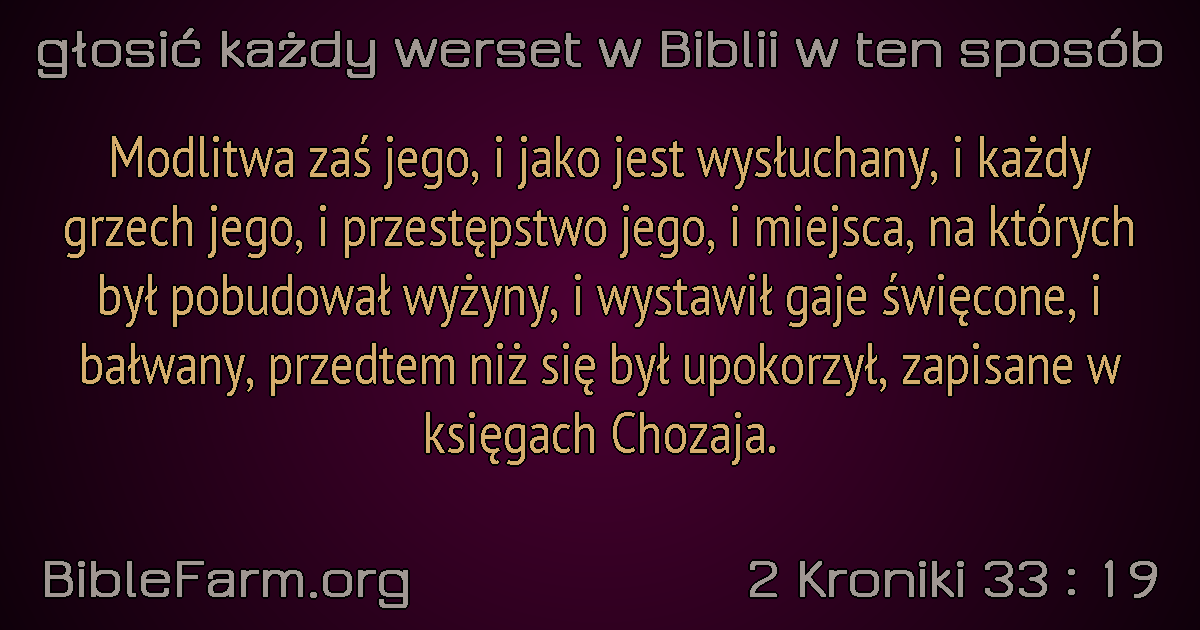 głosić każdy werset w Biblii w ten sposób
Modlitwa zaś jego, i jako jest wysłuchany, i każdy
grzech jego, i przestępstwo jego, i miejsca, na których
był pobudował wyżyny, i wystawił gaje święcone, i
bałwany, przedtem niż się był upokorzył, zapisane w
księgach Chozaja.
BibleFarm.org
2 Kroniki 33 : 19